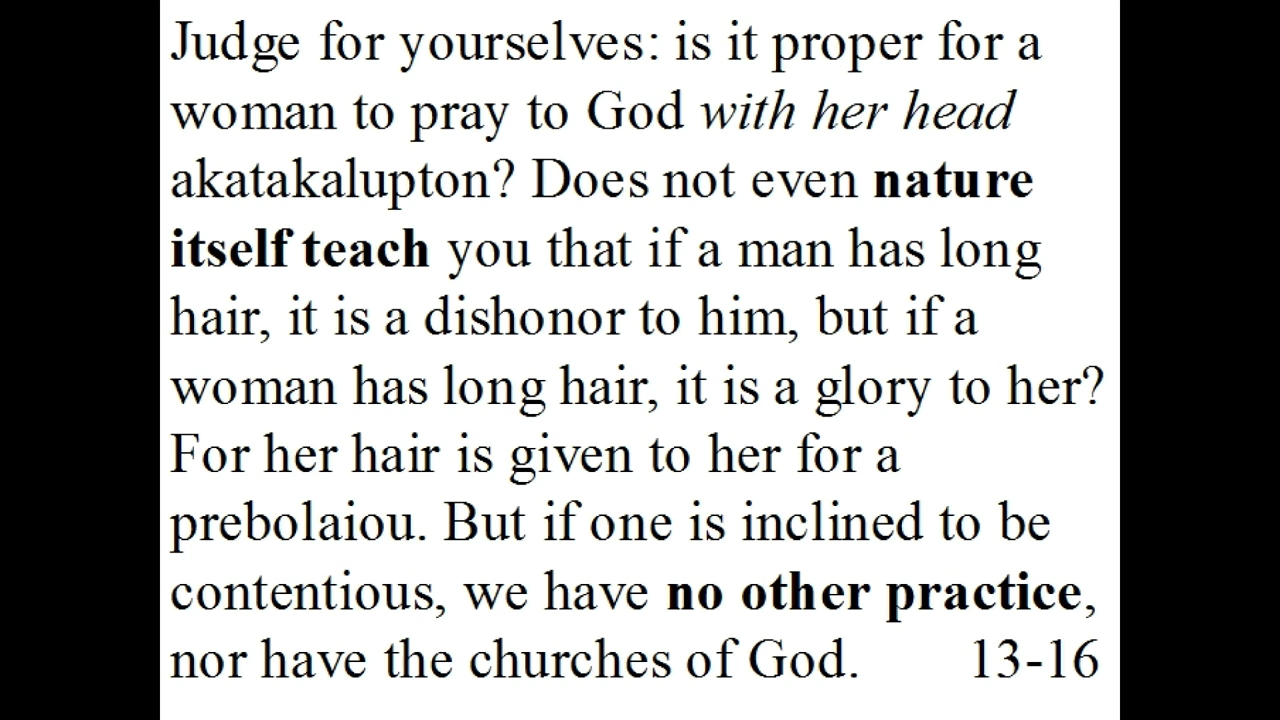 Judge for yourselves: is it proper for a
woman to pray to God with her head
akatakalupton? Does not even nature
itself teach you that if a man has long
hair, it is a dishonor to him, but if a
woman has long hair, it is a glory to her?
For her hair is given to her for a
prebolaiou. But if one is inclined to be
contentious, we have no other practice,
nor have the churches of God. 13-16